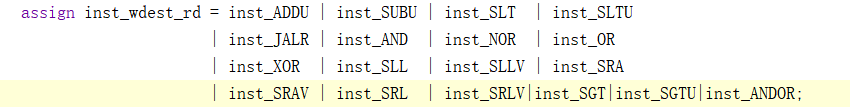 assign inst_wdest_rd = inst_ADDU | inst_SUBU | inst_SLT | inst_SLTU
| inst_JALR | inst_AND | inst_NOR | inst_OR
| inst_XOR | inst_SLL | inst_SLLV | inst_SRA
| inst_SRAV | inst_SRL | inst_SRLV|inst_SGT|inst_SGTU|inst_ANDOR;